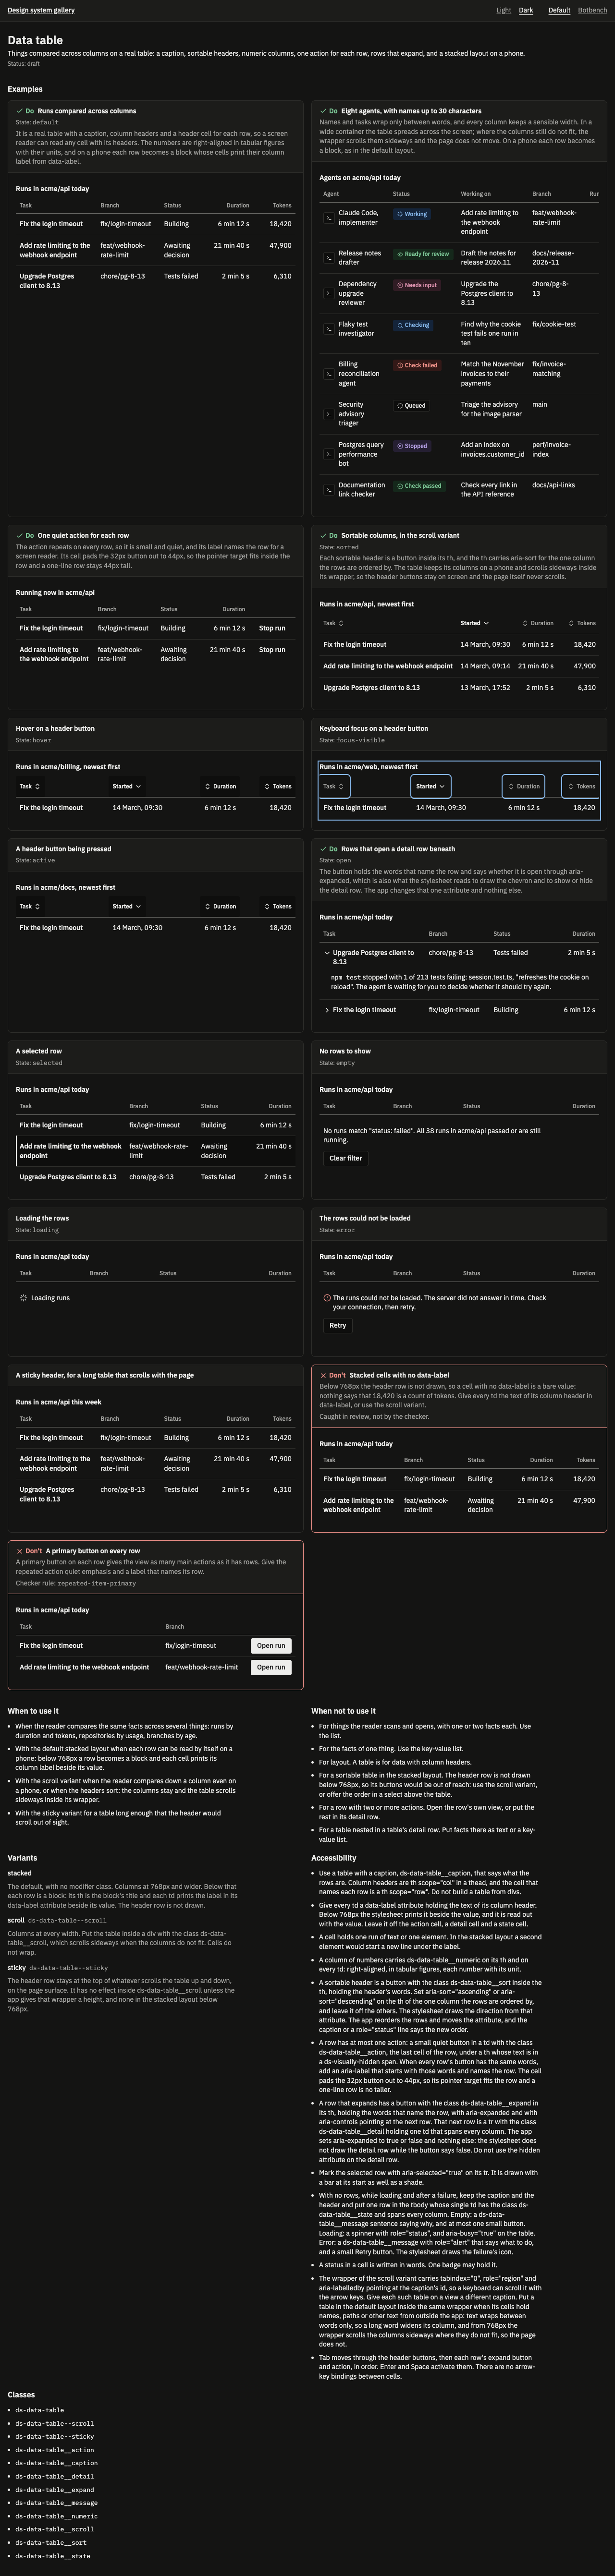 Design system gallery
Light Dark Default Botbench
Data table
Things compared across columns on a real table: a caption, sortable headers, numeric columns, one action for each row, rows that expand, and a stacked layout on a phone.
Status: draft
Examples
Do Runs compared across columns
State: default
It is a real table with a caption, column headers and a header cell for each row, so a screen
reader can read any cell with its headers. The numbers are right-aligned in tabular figures
with their units, and on a phone each row becomes a block whose cells print their column
label from data-label.
Runs in acme/api today
Task Branch Status Duration Tokens
Fix the login timeout fix/login-timeout Building 6 min 12 s 18,420
Add rate limiting to the feat/webhook- Awaiting 21 min 40 s 47,900
webhook endpoint rate-limit decision
Upgrade Postgres chore/pg-8-13 Tests failed 2 min 5 s 6,310
client to 8.13
Do Eight agents, with names up to 30 characters
Names and tasks wrap only between words, and every column keeps a sensible width. In a
wide container the table spreads across the screen; where the columns still do not fit, the
wrapper scrolls them sideways and the page does not move. On a phone each row becomes
a block, as in the default layout.
Agents on acme/api today
Agent Status Working on Branch Run
Claude Code, Working Add rate limiting to feat/webhook-
implementer the webhook rate-limit
endpoint
Release notes Ready for review Draft the notes for docs/release-
drafter release 2026.11 2026-11
Dependency Needs input Upgrade the chore/pg-8-
upgrade Postgres client to 13
reviewer 8.13
Flaky test Checking Find why the cookie fix/cookie-test
investigator test fails one run in
ten
Billing Check failed Match the November fix/invoice-
reconciliation invoices to their matching
agent payments
Security Queued Triage the advisory main
advisory for the image parser
triager
Postgres query Stopped Add an index on perf/invoice-
performance invoices.customer_id index
bot
Documentation Check passed Check every link in docs/api-links
link checker the API reference
Do One quiet action for each row
The action repeats on every row, so it is small and quiet, and its label names the row for a
screen reader. Its cell pads the 32px button out to 44px, so the pointer target fits the row
and a one-line row stays 44px tall.
Running now in acme/api
Task Branch Status Duration
Fix the login timeout fix/login-timeout Building 6 min 12 s Stop run
Add rate limiting to feat/webhook- Awaiting 21 min 40 s Stop run
the webhook endpoint rate-limit decision
Do Sortable columns, in the scroll variant
State: sorted
Each sortable header is a button inside its th, and the th carries aria-sort for the column
the rows are ordered by. The table keeps its columns on a phone and scrolls sideways inside
its wrapper, so the header buttons stay on screen and the page itself never scrolls.
Runs in acme/api, newest first
Task Started Duration Tokens
Fix the login timeout 14 March, 09:30 6 min 12 s 18,420
Add rate limiting to the webhook endpoint 14 March, 09:14 21 min 40 s 47,900
Upgrade Postgres client to 8.13 13 March, 17:52 2 min 5 s 6,310
Hover on a header button
State: hover
Runs in acme/billing, newest first
Task Started Duration Tokens
Fix the login timeout 14 March, 09:30 6 min 12 s 18,420
Keyboard focus on a header button
State: focus-visible
Runs in acme/web, newest first
Task Started Duration Tokens
Fix the login timeout 14 March, 09:30 6 min 12 s 18,420
A header button being pressed
State: active
Runs in acme/docs, newest first
Task Started Duration Tokens
Fix the login timeout 14 March, 09:30 6 min 12 s 18,420
Do Rows that open a detail row beneath
State: open
The button holds the words that name the row and says whether it is open through aria-
expanded, which is also what the stylesheet reads to draw the chevron and to show or hide
the detail row. The app changes that one attribute and nothing else.
Runs in acme/api today
Task Branch Status Duration
Upgrade Postgres client to chore/pg-8-13 Tests failed 2 min 5 s
8.13
npm test stopped with 1 of 213 tests failing: session.test.ts, "refreshes the cookie on
reload". The agent is waiting for you to decide whether it should try again.
Fix the login timeout fix/login-timeout Building 6 min 12 s
A selected row
State: selected
Runs in acme/api today
Task Branch Status Duration
Fix the login timeout fix/login-timeout Building 6 min 12 s
Add rate limiting to the webhook feat/webhook-rate- Awaiting 21 min 40 s
endpoint limit decision
Upgrade Postgres client to 8.13 chore/pg-8-13 Tests failed 2 min 5 s
No rows to show
State: empty
Runs in acme/api today
Task Branch Status Duration
No runs match "status: failed". All 38 runs in acme/api passed or are still
running.
Clear filter
Loading the rows
State: loading
Runs in acme/api today
Task Branch Status Duration
Loading runs
The rows could not be loaded
State: error
Runs in acme/api today
Task Branch Status Duration
The rows could not be loaded. The server did not answer in time. Check
your connection, then retry.
Retry
A sticky header, for a long table that scrolls with the page
Runs in acme/api this week
Task Branch Status Duration Tokens
Fix the login timeout fix/login-timeout Building 6 min 12 s 18,420
Add rate limiting to the feat/webhook- Awaiting 21 min 40 s 47,900
webhook endpoint rate-limit decision
Upgrade Postgres chore/pg-8-13 Tests failed 2 min 5 s 6,310
client to 8.13
Don't Stacked cells with no data-label
Below 768px the header row is not drawn, so a cell with no data-label is a bare value:
nothing says that 18,420 is a count of tokens. Give every td the text of its column header in
data-label, or use the scroll variant.
Caught in review, not by the checker.
Runs in acme/api today
Task Branch Status Duration Tokens
Fix the login timeout fix/login-timeout Building 6 min 12 s 18,420
Add rate limiting to the feat/webhook- Awaiting 21 min 40 s 47,900
webhook endpoint rate-limit decision
Don't A primary button on every row
A primary button on each row gives the view as many main actions as it has rows. Give the
repeated action quiet emphasis and a label that names its row.
Checker rule: repeated-item-primary
Runs in acme/api today
Task Branch
Fix the login timeout fix/login-timeout Open run
Add rate limiting to the webhook endpoint feat/webhook-rate-limit Open run
When to use it
When the reader compares the same facts across several things: runs by
duration and tokens, repositories by usage, branches by age.
With the default stacked layout when each row can be read by itself on a
phone: below 768px a row becomes a block and each cell prints its
column label beside its value.
With the scroll variant when the reader compares down a column even on
a phone, or when the headers sort: the columns stay and the table scrolls
sideways inside its wrapper.
With the sticky variant for a table long enough that the header would
scroll out of sight.
When not to use it
For things the reader scans and opens, with one or two facts each. Use
the list.
For the facts of one thing. Use the key-value list.
For layout. A table is for data with column headers.
For a sortable table in the stacked layout. The header row is not drawn
below 768px, so its buttons would be out of reach: use the scroll variant,
or offer the order in a select above the table.
For a row with two or more actions. Open the row's own view, or put the
rest in its detail row.
For a table nested in a table's detail row. Put facts there as text or a key-
value list.
Variants
stacked
The default, with no modifier class. Columns at 768px and wider. Below that
each row is a block: its th is the block's title and each td prints the label in its
data-label attribute beside its value. The header row is not drawn.
scroll ds-data-table--scroll
Columns at every width. Put the table inside a div with the class ds-data-
table__scroll, which scrolls sideways when the columns do not fit. Cells do
not wrap.
sticky ds-data-table--sticky
The header row stays at the top of whatever scrolls the table up and down,
on the page surface. It has no effect inside ds-data-table__scroll unless the
app gives that wrapper a height, and none in the stacked layout below
768px.
Accessibility
Use a table with a caption, ds-data-table__caption, that says what the
rows are. Column headers are th scope="col" in a thead, and the cell that
names each row is a th scope="row". Do not build a table from divs.
Give every td a data-label attribute holding the text of its column header.
Below 768px the stylesheet prints it beside the value, and it is read out
with the value. Leave it off the action cell, a detail cell and a state cell.
A cell holds one run of text or one element. In the stacked layout a second
element would start a new line under the label.
A column of numbers carries ds-data-table__numeric on its th and on
every td: right-aligned, in tabular figures, each number with its unit.
A sortable header is a button with the class ds-data-table__sort inside the
th, holding the header's words. Set aria-sort="ascending" or aria-
sort="descending" on the th of the one column the rows are ordered by,
and leave it off the others. The stylesheet draws the direction from that
attribute. The app reorders the rows and moves the attribute, and the
caption or a role="status" line says the new order.
A row has at most one action: a small quiet button in a td with the class
ds-data-table__action, the last cell of the row, under a th whose text is in
a ds-visually-hidden span. When every row's button has the same words,
add an aria-label that starts with those words and names the row. The cell
pads the 32px button out to 44px, so its pointer target fits the row and a
one-line row is no taller.
A row that expands has a button with the class ds-data-table__expand in
its th, holding the words that name the row, with aria-expanded and with
aria-controls pointing at the next row. That next row is a tr with the class
ds-data-table__detail holding one td that spans every column. The app
sets aria-expanded to true or false and nothing else: the stylesheet does
not draw the detail row while the button says false. Do not use the hidden
attribute on the detail row.
Mark the selected row with aria-selected="true" on its tr. It is drawn with
a bar at its start as well as a shade.
With no rows, while loading and after a failure, keep the caption and the
header and put one row in the tbody whose single td has the class ds-
data-table__state and spans every column. Empty: a ds-data-
table__message sentence saying why, and at most one small button.
Loading: a spinner with role="status", and aria-busy="true" on the table.
Error: a ds-data-table__message with role="alert" that says what to do,
and a small Retry button. The stylesheet draws the failure's icon.
A status in a cell is written in words. One badge may hold it.
The wrapper of the scroll variant carries tabindex="0", role="region" and
aria-labelledby pointing at the caption's id, so a keyboard can scroll it with
the arrow keys. Give each such table on a view a different caption. Put a
table in the default layout inside the same wrapper when its cells hold
names, paths or other text from outside the app: text wraps between
words only, so a long word widens its column, and from 768px the
wrapper scrolls the columns sideways where they do not fit, so the page
does not.
Tab moves through the header buttons, then each row's expand button
and action, in order. Enter and Space activate them. There are no arrow-
key bindings between cells.
Classes
ds-data-table
ds-data-table--scroll
ds-data-table--sticky
ds-data-table__action
ds-data-table__caption
ds-data-table__detail
ds-data-table__expand
ds-data-table__message
ds-data-table__numeric
ds-data-table__scroll
ds-data-table__sort
ds-data-table__state